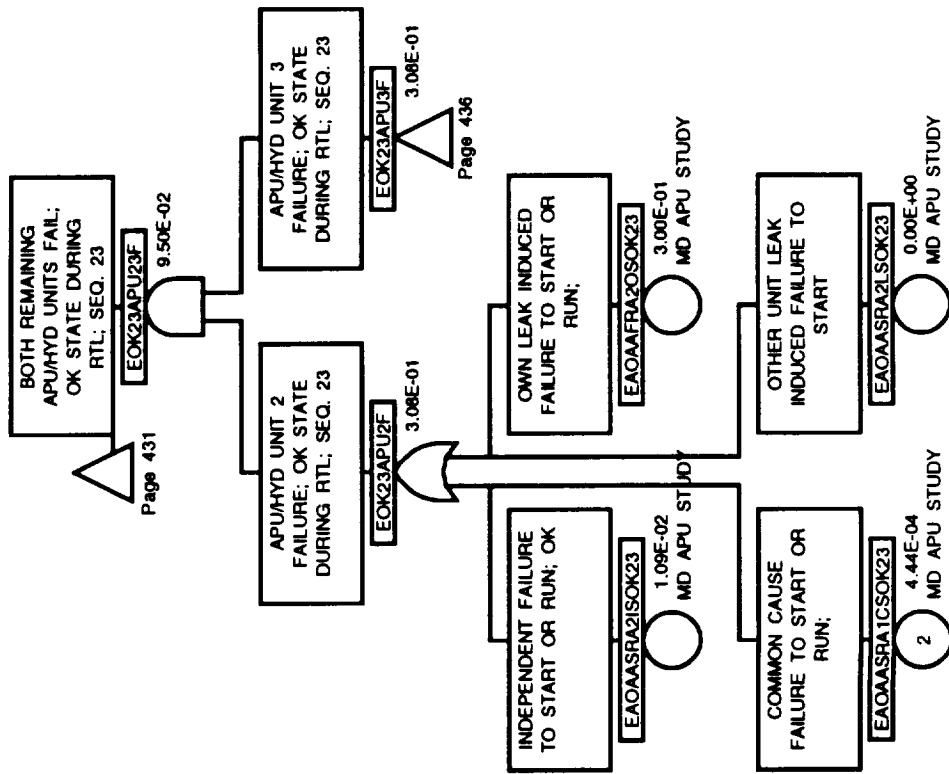 BOTH REMAINING
APU/HYD UNITS FAIL;
OK STATE DURING
RTL; SEQ. 23
EOK23APU23F
9.50E-02
Page 431
APU/HYD UNIT 2
FAILURE; OK STATE
DURING RTL; SEQ. 23
EOK23APU2F
3.08E-01
APU/HYD UNIT 3
FAILURE; OK STATE
DURING RTL; SEQ. 23
EOK23APU3F
3.08E-01
Page 436
INDEPENDENT FAILURE
TO START OR RUN; OK
EAOAASRA2ISOK23
1.09E-02
MD APU STUDY
OWN LEAK INDUCED
FAILURE TO START OR
RUN;
EAOAAFRA2OSOK23
3.00E-01
MD APU STUDY
COMMON CAUSE
FAILURE TO START OR
RUN;
EAOAASRA1CSOK23
2
4.44E-04
MD APU STUDY
OTHER UNIT LEAK
INDUCED FAILURE TO
START
EAOAASRA2LSOK23
0.00E+00
MD APU STUDY